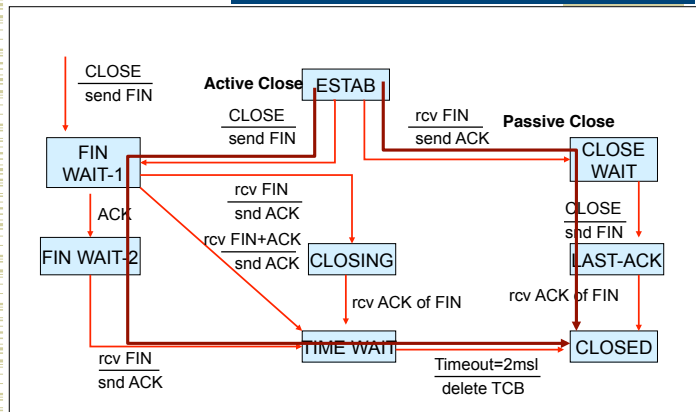 CLOSE
send FIN
Active Close
ESTAB
CLOSE
send FIN
rcv FIN
send ACK
Passive Close
FIN
WAIT-1
CLOSE
WAIT
rcv FIN
snd ACK
ACK
CLOSE
snd FIN
rcv FIN+ACK
snd ACK
FIN WAIT-2
CLOSING
LAST-ACK
rcv ACK of FIN
rcv ACK of FIN
TIME WAIT
CLOSED
rcv FIN
snd ACK
Timeout=2msl
delete TCB